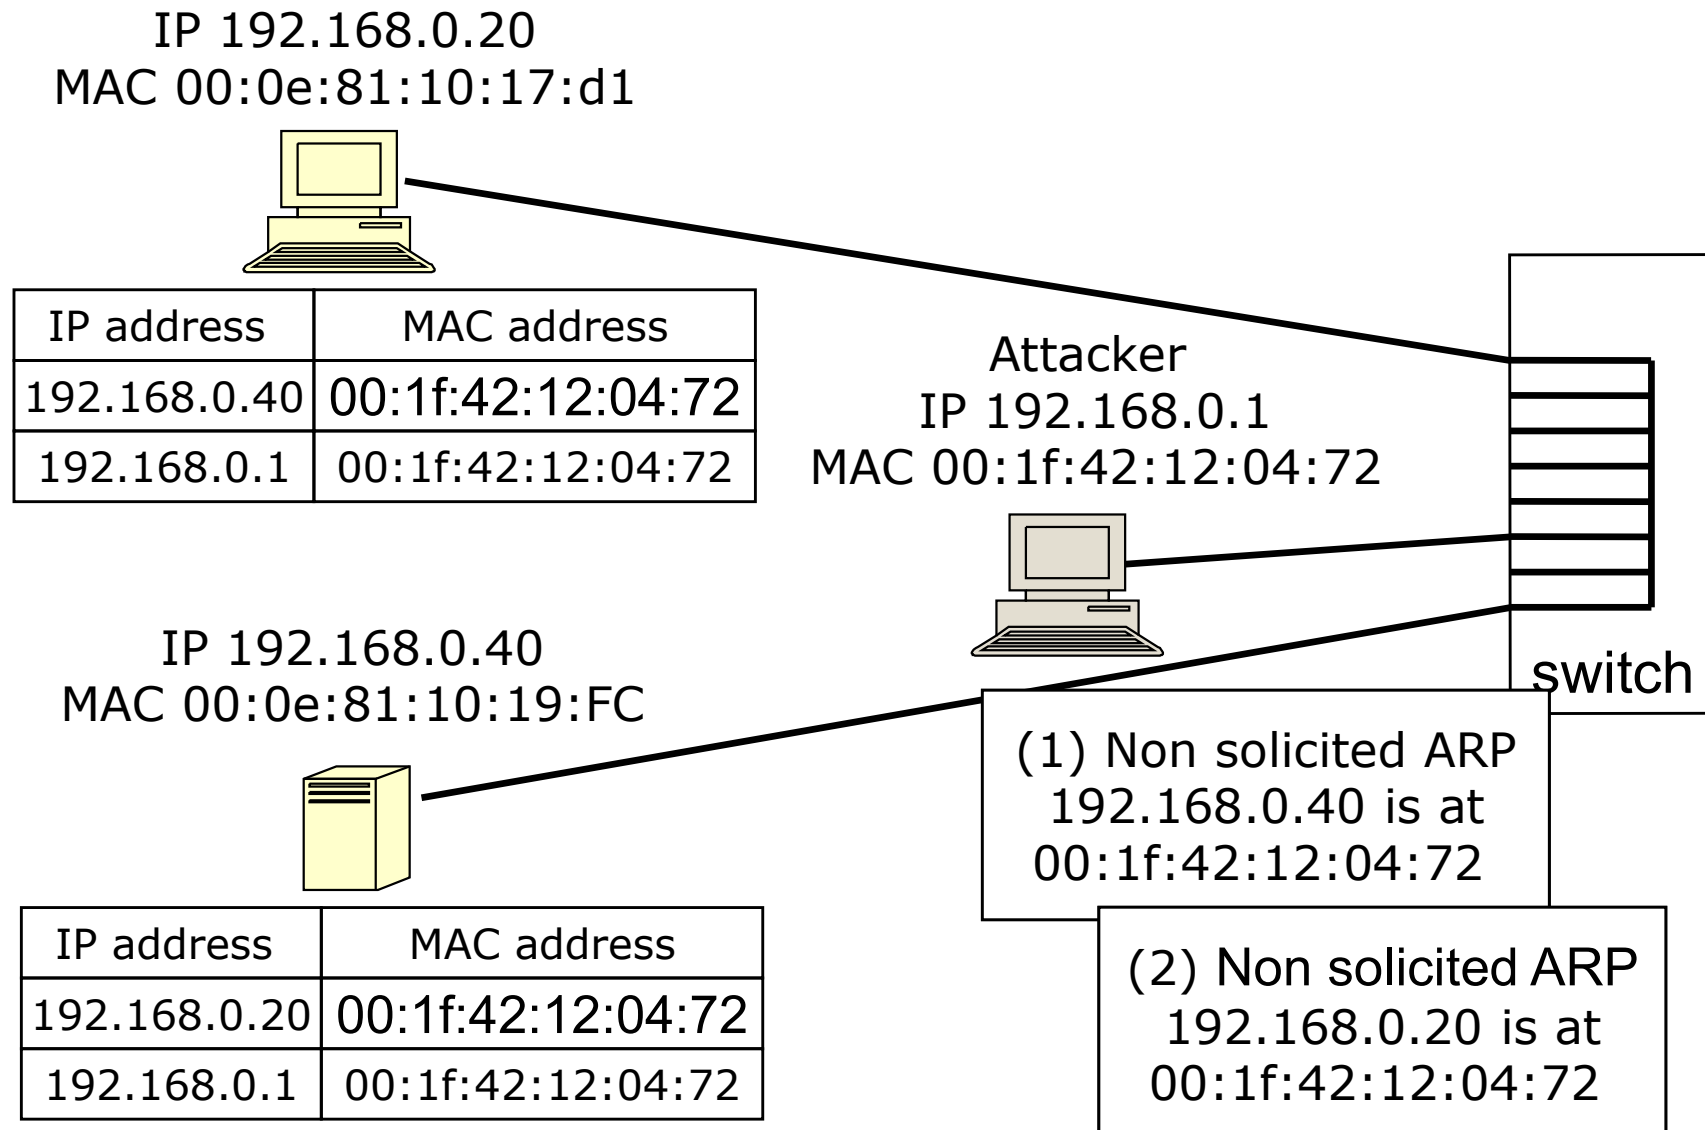 IP 192.168.0.20
MAC 00:0e:81:10:17:d1
IP address MAC address
192.168.0.40 00:1f:42:12:04:72
192.168.0.1 00:1f:42:12:04:72
Attacker
IP 192.168.0.1
MAC 00:1f:42:12:04:72
switch
IP 192.168.0.40
MAC 00:0e:81:10:19:FC
(1) Non solicited ARP
192.168.0.40 is at
00:1f:42:12:04:72
IP address MAC address
192.168.0.20 00:1f:42:12:04:72
192.168.0.1 00:1f:42:12:04:72
(2) Non solicited ARP
192.168.0.20 is at
00:1f:42:12:04:72